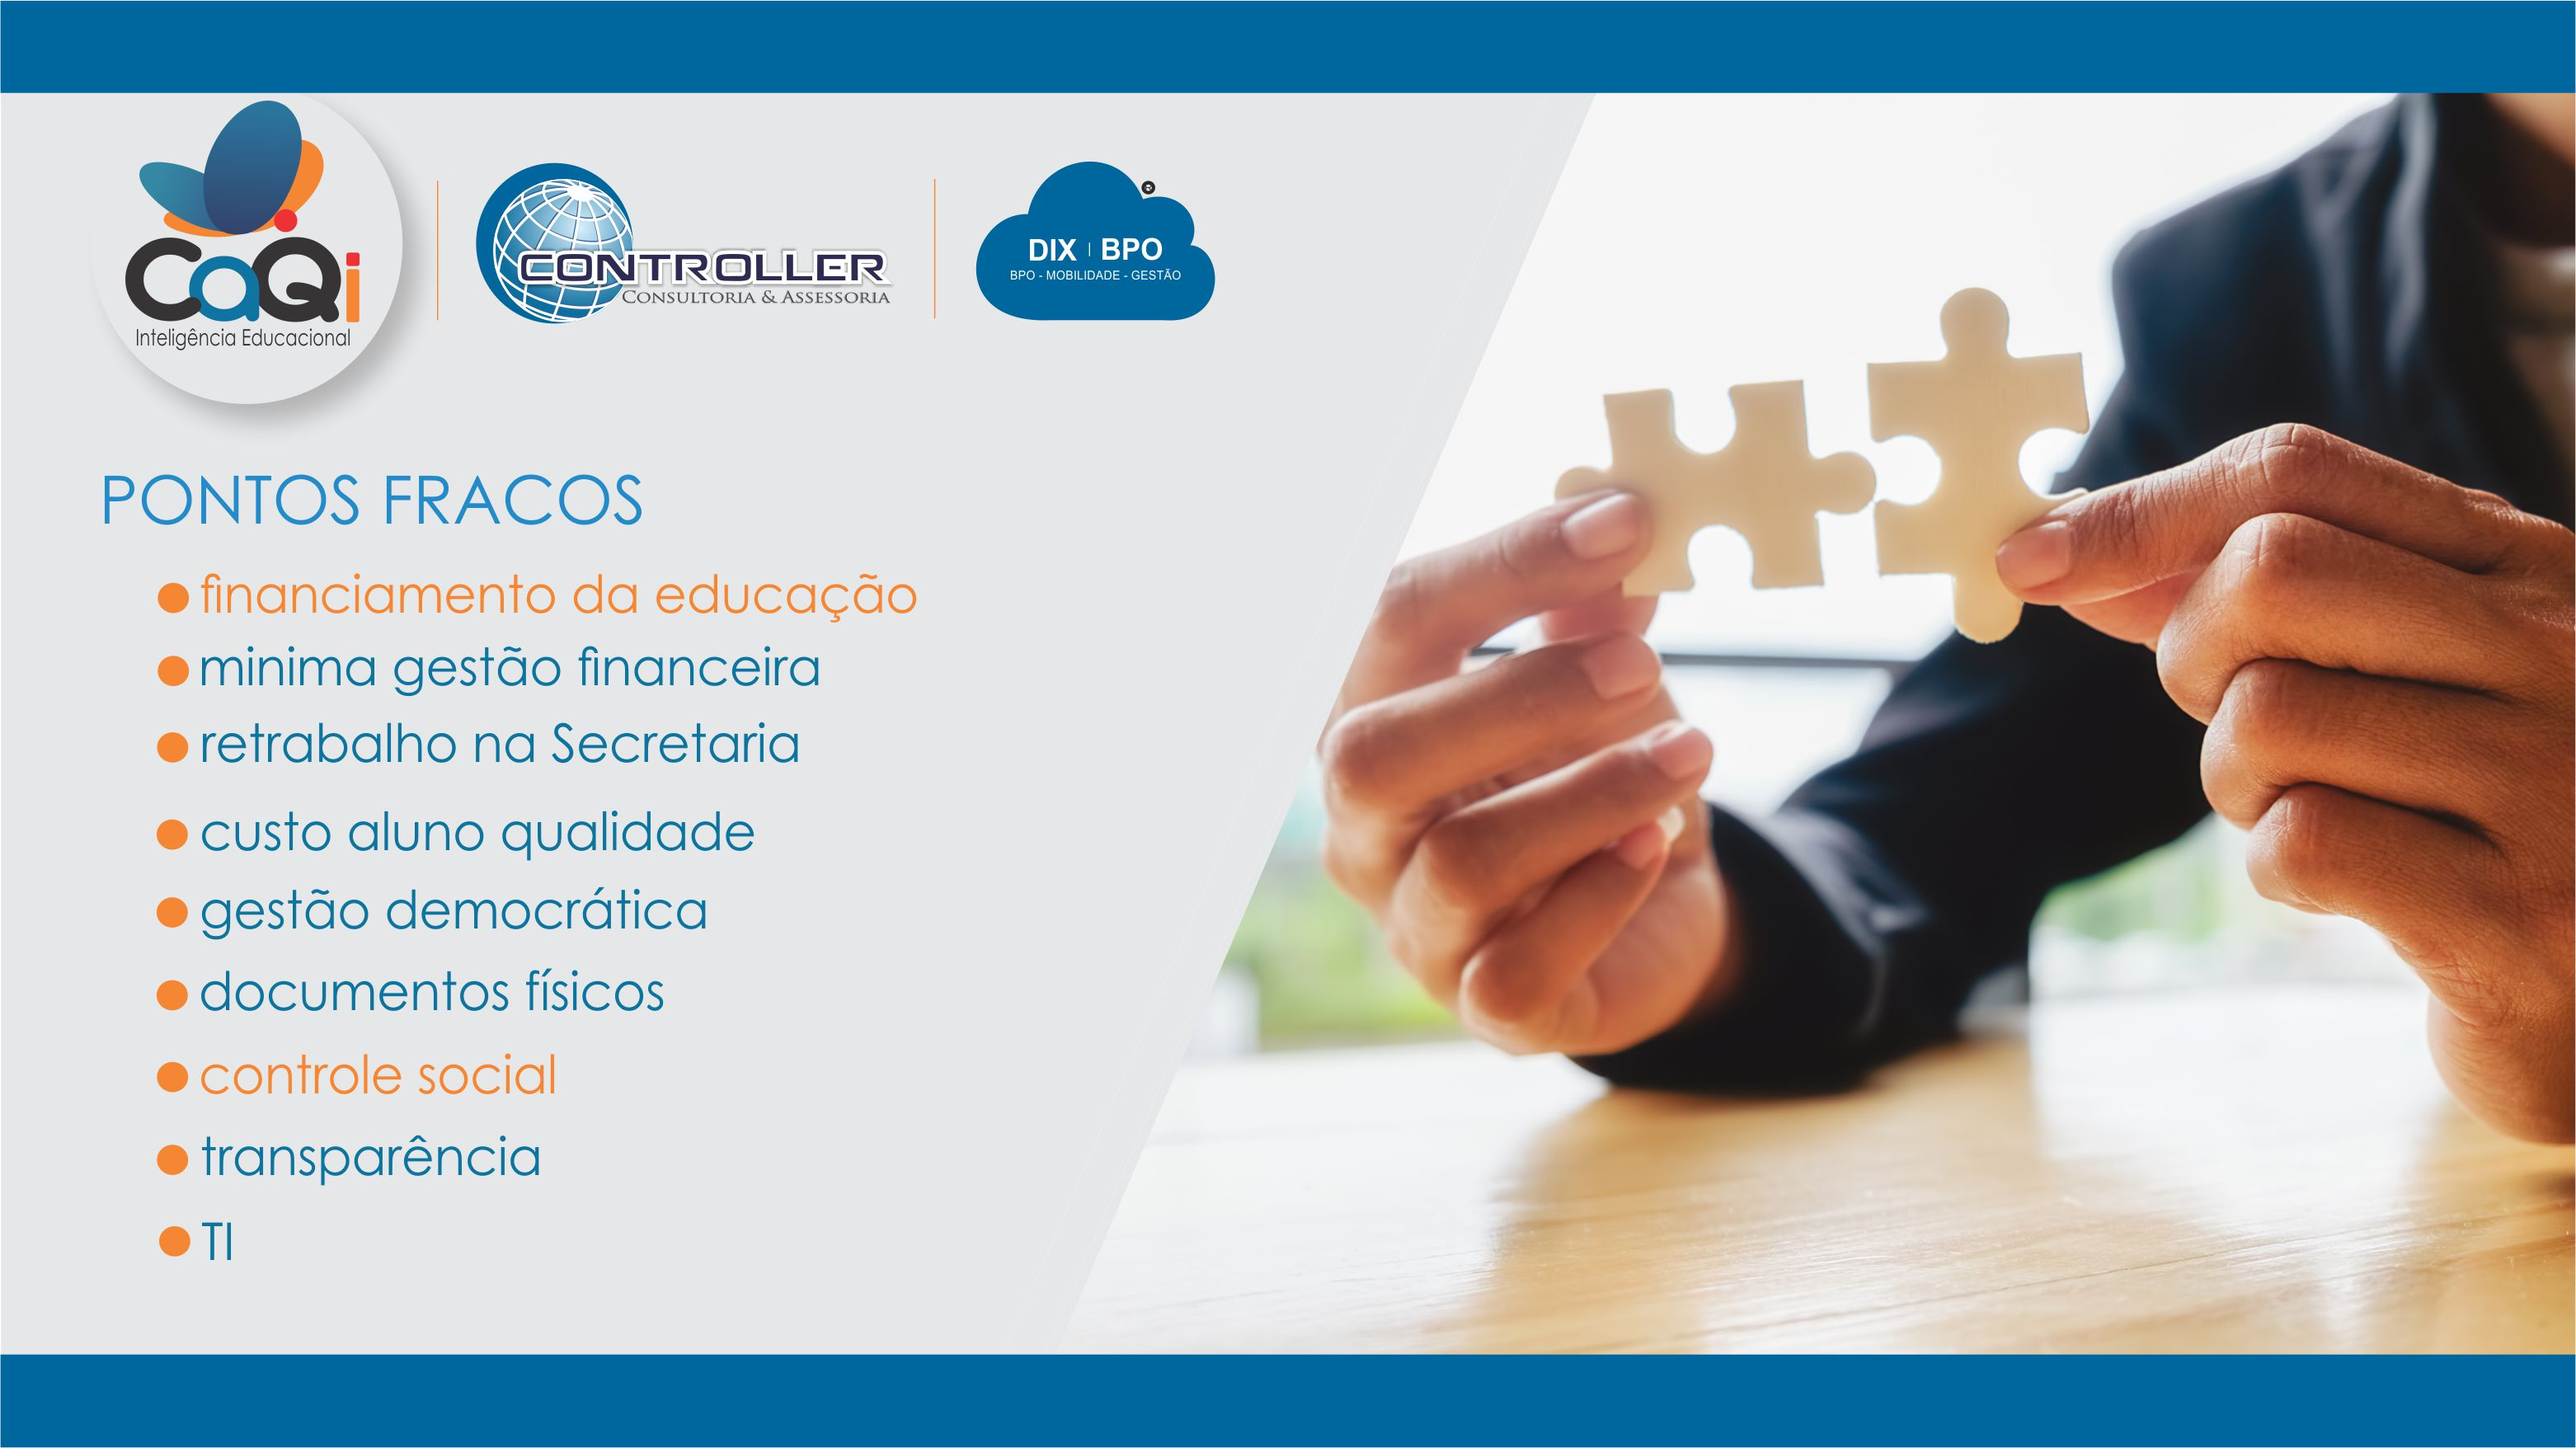 CaQi
Inteligência Educacional
CONTROLLER
CONSULTORIA & ASSESSORIA
DIX | BPO
BPO - MOBILIDADE - GESTÃO
PONTOS FRACOS
financiamento da educação
minima gestão financeira
retrabalho na Secretaria
custo aluno qualidade
gestão democrática
documentos físicos
controle social
transparência
TI